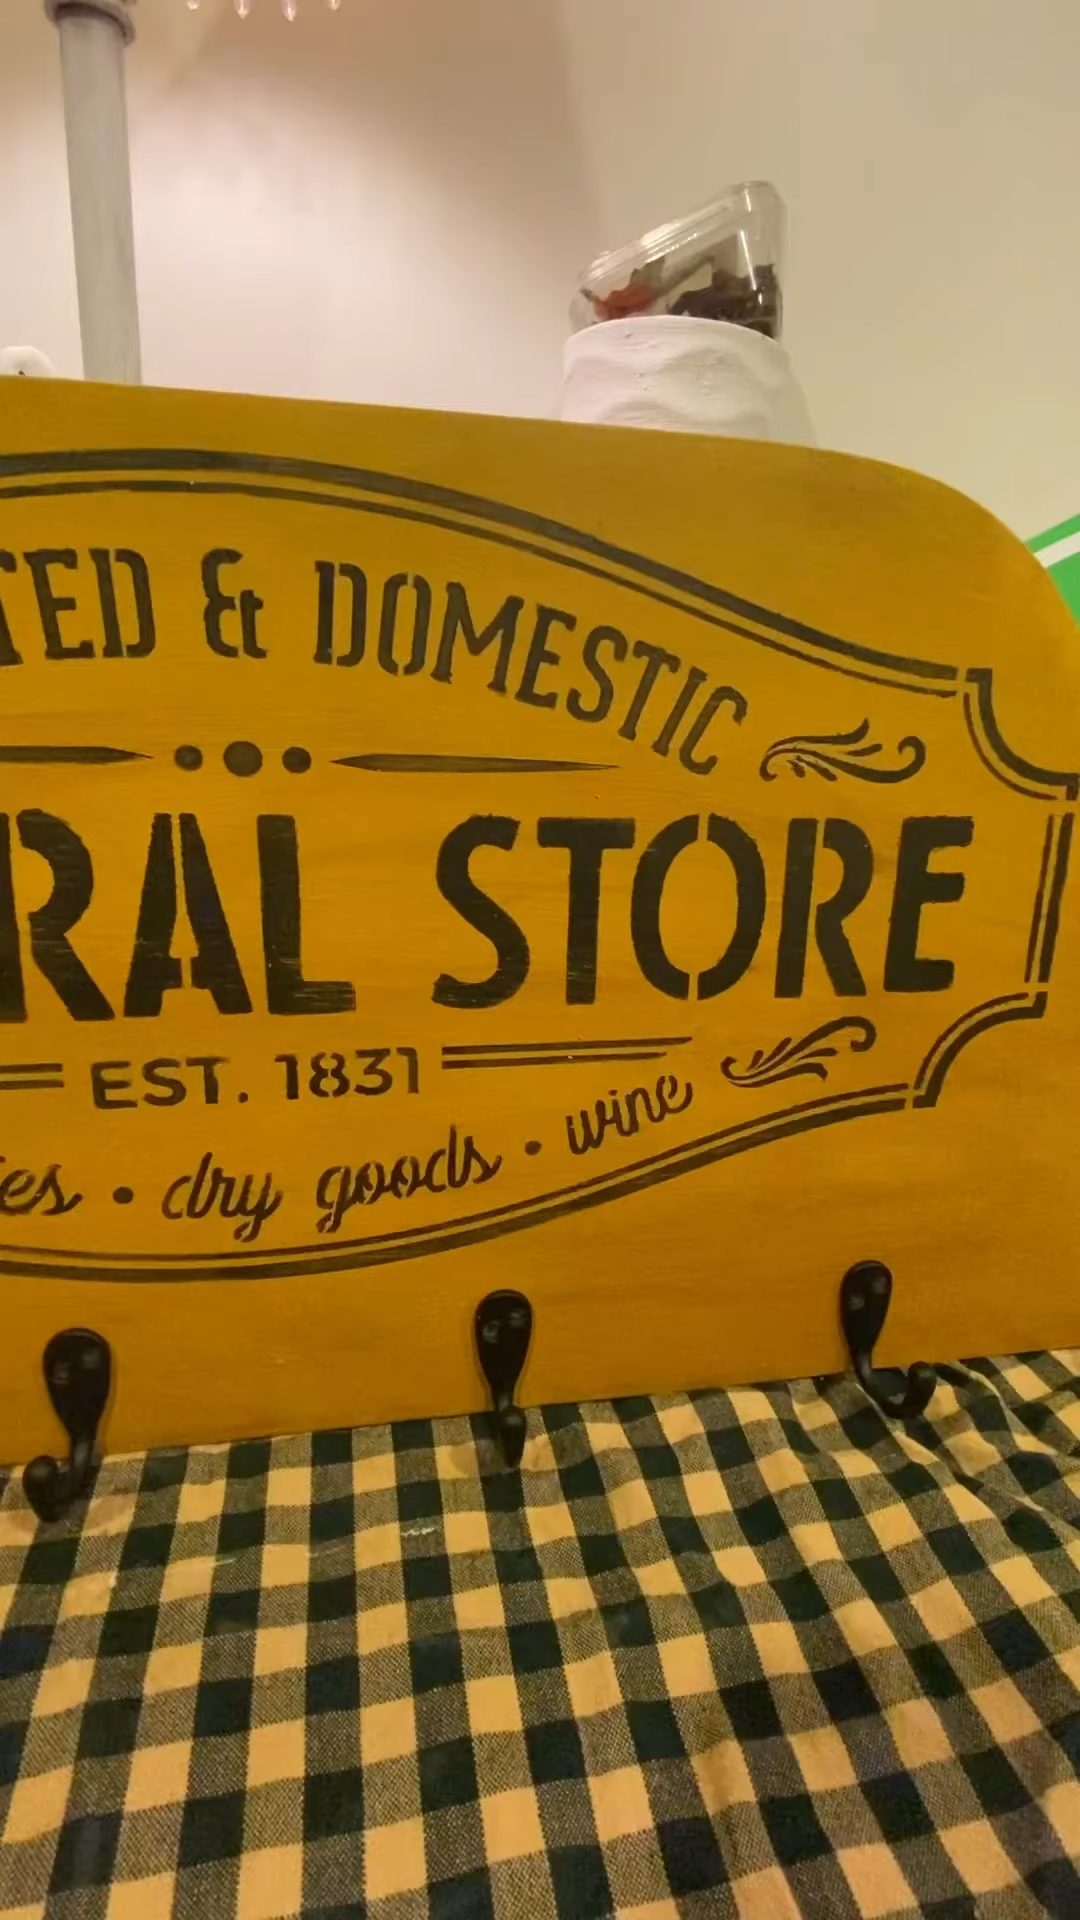 TED & DOMESTIC
RAL STORE
EST. 1831
es • dry goods • wine